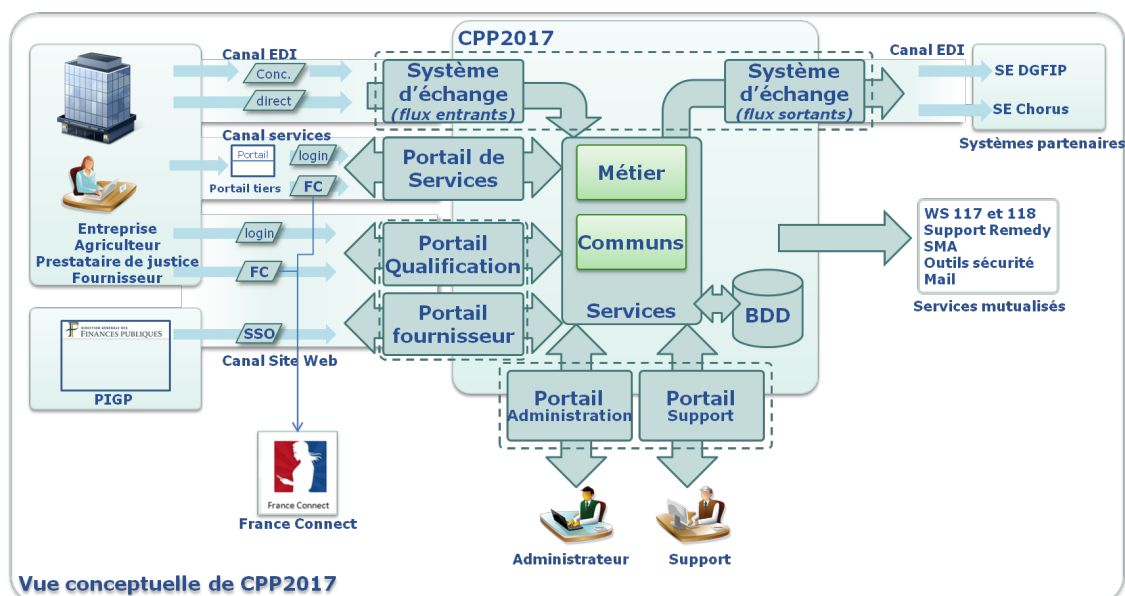 CPP2017
Canal EDI
Conc.
direct
Système
d'échange
(flux entrants)
Système
d'échange
(flux sortants)
Canal EDI
SE DGFIP
SE Chorus
Systèmes partenaires
Canal services
Portail
login
Portail tiers
FC
Portail de
Services
Métier
Communs
Services
BDD
Entreprise
Agriculteur
Prestataire de justice
Fournisseur
login
FC
Portail
Qualification
Portail
fournisseur
WS 117 et 118
Support Remedy
SMA
Outils sécurité
Mail
Services mutualisés
DIRECTION GÉNÉRALE DES
FINANCES PUBLIQUES
PIGP
SSO
Canal Site Web
Portail
Administration
Portail
Support
France Connect
France Connect
Administrateur
Support
Vue conceptuelle de CPP2017